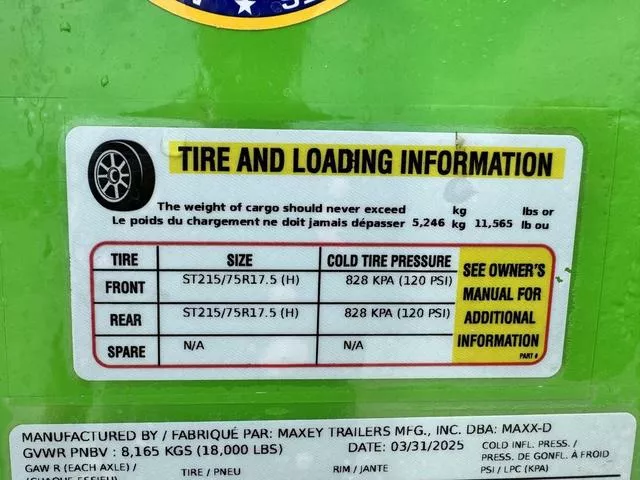 TIRE AND LOADING INFORMATION
The weight of cargo should never exceed kg lbs or
Le poids du chargement ne doit jamais dépasser 5,246 kg 11,565 lb ou
TIRE SIZE COLD TIRE PRESSURE
FRONT ST215/75R17.5 (H) 828 KPA (120 PSI)
REAR ST215/75R17.5 (H) 828 KPA (120 PSI)
SPARE N/A N/A
SEE OWNER'S
MANUAL FOR
ADDITIONAL
INFORMATION
PART #
MANUFACTURED BY / FABRIQUÉ PAR: MAXEY TRAILERS MFG., INC. DBA: MAXX-D
GVWR PNBV : 8,165 KGS (18,000 LBS) DATE: 03/31/2025 COLD INFL. PRESS. /
PRESS. DE GONFL. À FROID
GAW R (EACH AXLE) / TIRE / PNEU RIM / JANTE PSI / LPC (KPA)
(CHAQUE ESSIEU)